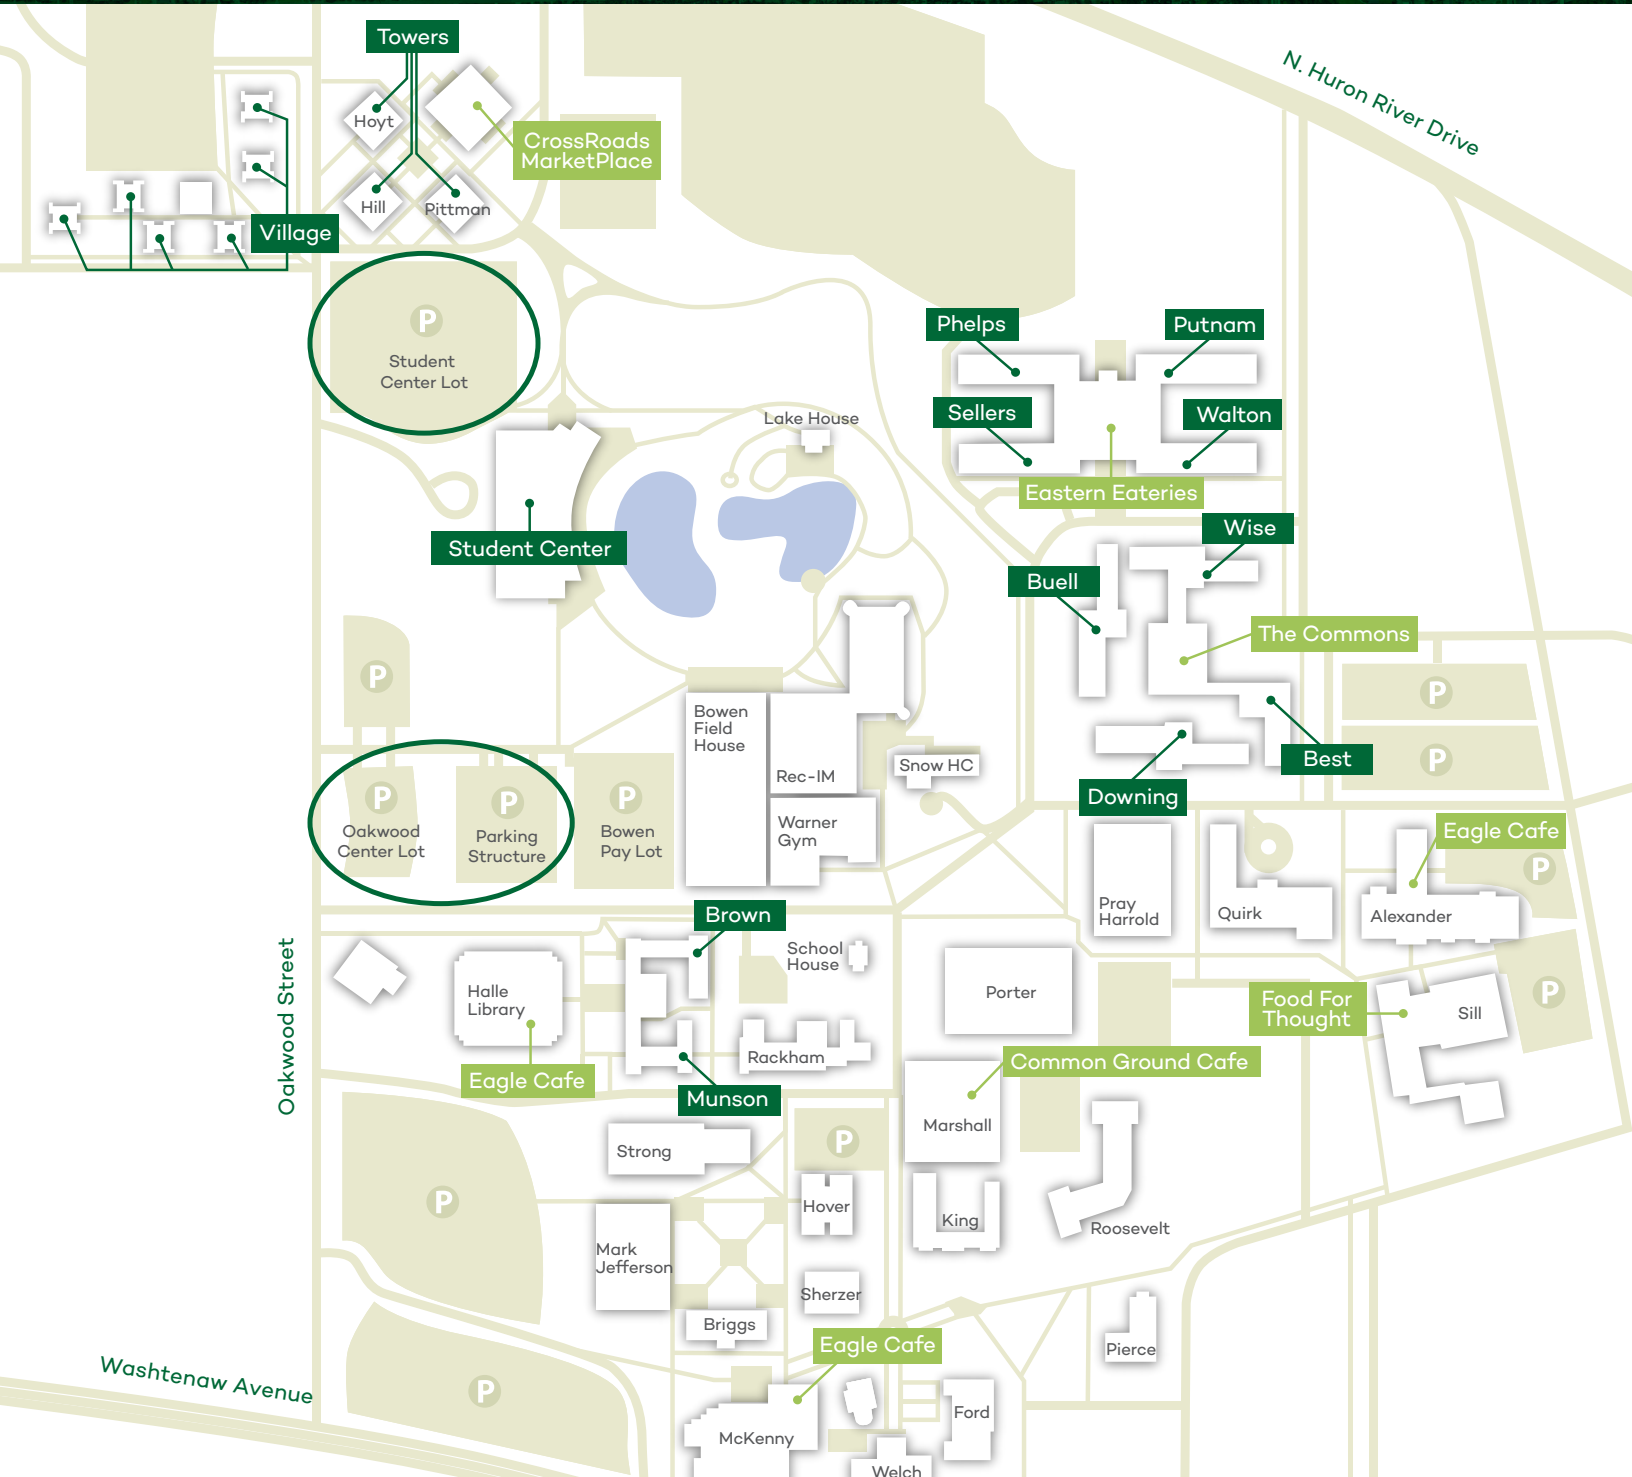 Towers
N. Huron River Drive
Hoyt
CrossRoads
MarketPlace
Hill
Pittman
Village
P
Student
Center Lot
Phelps
Putnam
Sellers
Walton
Lake House
Eastern Eateries
Student Center
Wise
Buell
The Commons
P
P
Bowen
Field
House
Rec-IM
Snow HC
Best
P
Downing
P
Oakwood
Center Lot
P
Parking
Structure
P
Bowen
Pay Lot
Warner
Gym
Eagle Cafe
P
Pray
Harrold
Quirk
Alexander
Brown
School
House
Oakwood Street
Halle
Library
Porter
Food For
Thought
Sill
P
Rackham
Common Ground Cafe
Eagle Cafe
Munson
Marshall
P
Strong
P
Hover
King
Roosevelt
Mark
Jefferson
Sherzer
Briggs
Eagle Cafe
Pierce
Washtenaw Avenue
P
McKenny
Ford
Welch